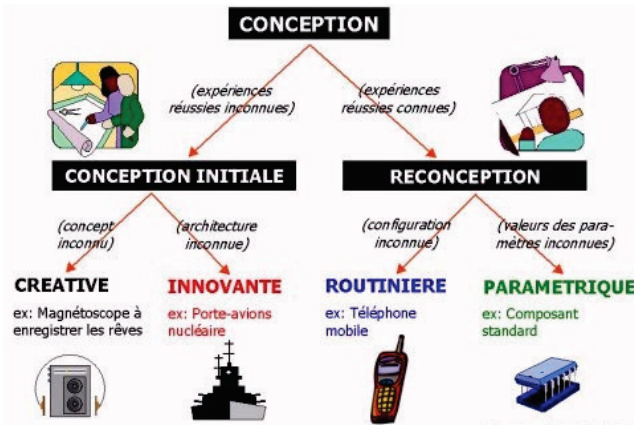 CONCEPTION
(expériences
réussies inconnues)
(expériences
réussies connues)
CONCEPTION INITIALE
RECONCEPTION
(concept
inconnu)
(architecture
inconnue)
(configuration
inconnue)
(valeurs des para-
mètres inconnues)
CREATIVE
ex: Magnétoscope à
enregistrer les rêves
INNOVANTE
ex: Porte-avions
nucléaire
ROUTINIERE
ex: Téléphone
mobile
PARAMETRIQUE
ex: Composant
standard